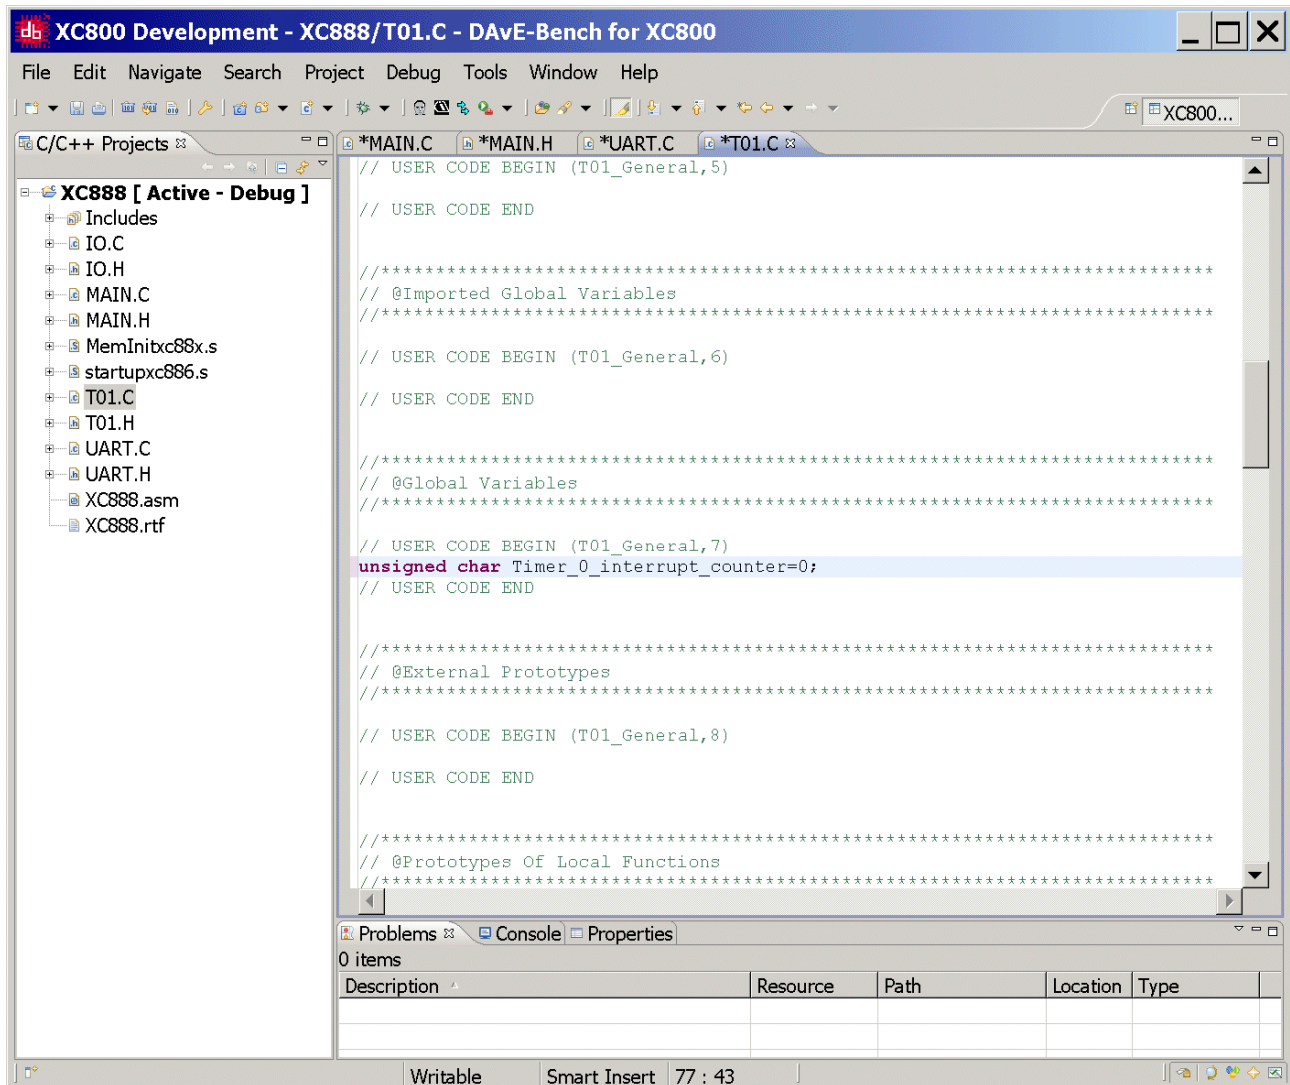 XC800 Development - XC888/T01.C - DAvE-Bench for XC800
File Edit Navigate Search Project Debug Tools Window Help
XC800...
C/C++ Projects
*MAIN.C *MAIN.H *UART.C *T01.C
XC888 [ Active - Debug ]
Includes
IO.C
IO.H
MAIN.C
MAIN.H
MemInitxc88x.s
startupxc886.s
T01.C
T01.H
UART.C
UART.H
XC888.asm
XC888.rtf
// USER CODE BEGIN (T01_General,5)
// USER CODE END
//****************************************************************************
// @Imported Global Variables
//****************************************************************************
// USER CODE BEGIN (T01_General,6)
// USER CODE END
//****************************************************************************
// @Global Variables
//****************************************************************************
// USER CODE BEGIN (T01_General,7)
unsigned char Timer_0_interrupt_counter=0;
// USER CODE END
//****************************************************************************
// @External Prototypes
//****************************************************************************
// USER CODE BEGIN (T01_General,8)
// USER CODE END
//****************************************************************************
// @Prototypes Of Local Functions
//****************************************************************************
Problems Console Properties
0 items
Description Resource Path Location Type
Writable Smart Insert 77 : 43